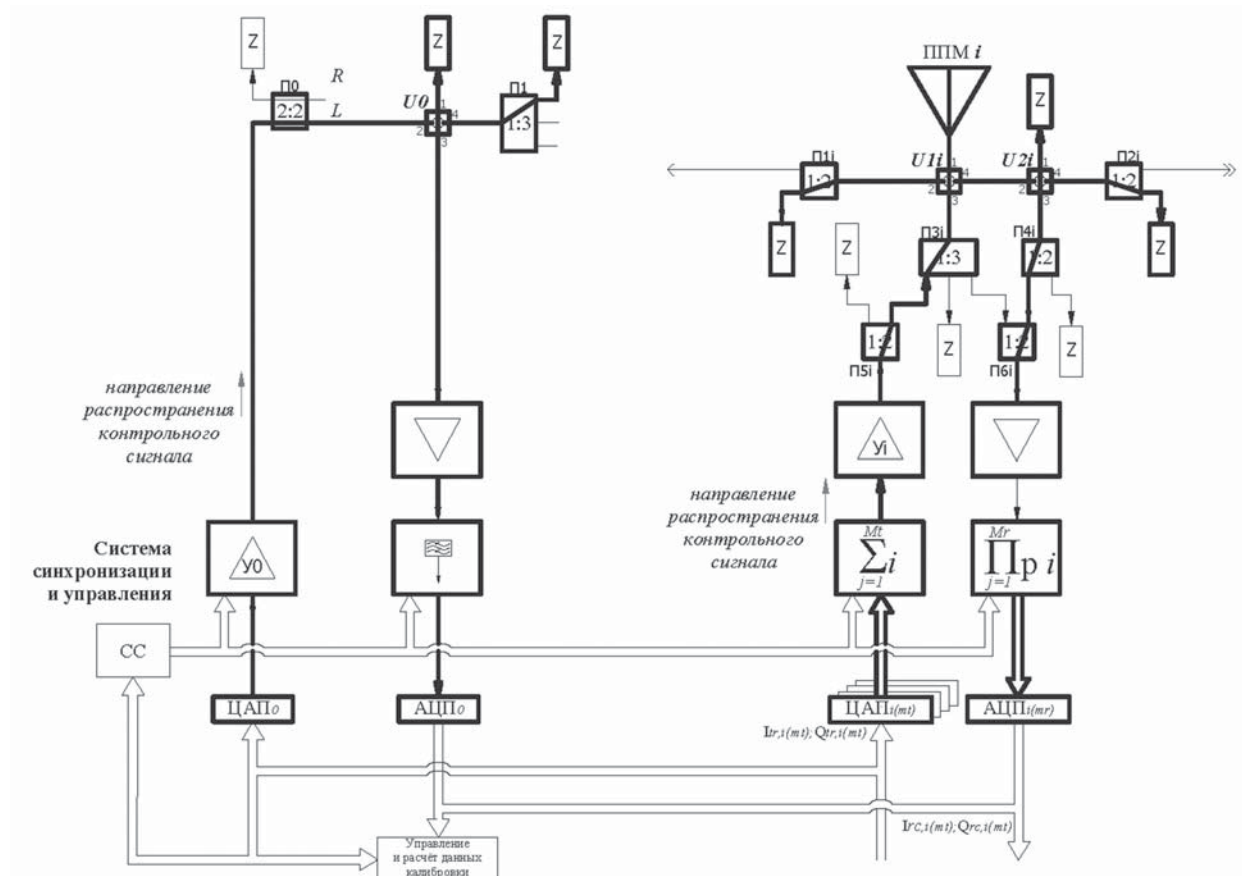 Z
Z
Z
ППМ i
П0
R
U0
П1
Z
2:2
L
1
4
1:3
2
3
П1i
U1i
1
U2i
1
П2i
1:2
4
4
1:2
2
2
3
3
Z
Z
П3i
П4i
Z
1:3
1:2
Z
1:2
Z
1:2
Z
П5i
П6i
направление
распространения
контрольного
сигнала
Уi
направление
распространения
контрольного
сигнала
Mt
Σi
j=1
Mr
Πр i
j=1
Система
синхронизации
и управления
У0
СС
ЦАП0
АЦП0
ЦАПi(mt)
АЦПi(mr)
Itr,i(mt); Qtr,i(mt)
Irc,i(mt); Qrc,i(mt)
Управление
и расчёт данных
калибровки